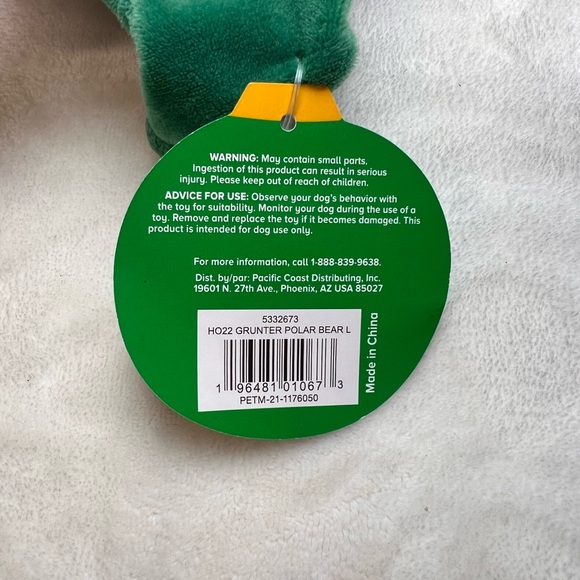 WARNING: May contain small parts.
Ingestion of this product can result in serious
injury. Please keep out of reach of children.
ADVICE FOR USE: Observe your dog's behavior with
the toy for suitability. Monitor your dog during the use of a
toy. Remove and replace the toy if it becomes damaged. This
product is intended for dog use only.
For more information, call 1-888-839-9638.
Dist. by/par: Pacific Coast Distributing, Inc.
19601 N. 27th Ave., Phoenix, AZ USA 85027
5332673
HO22 GRUNTER POLAR BEAR L
1 96481 01067 3
PETM-21-1176050
Made in China